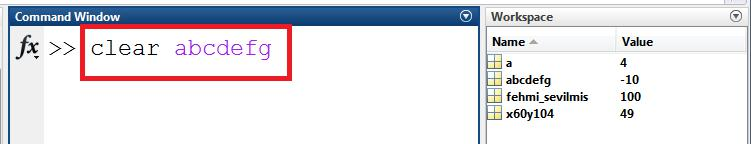 Command Window
fx >> clear abcdefg
Workspace
Name Value
a 4
abcdefg -10
fehmi_sevilmis 100
x60y104 49